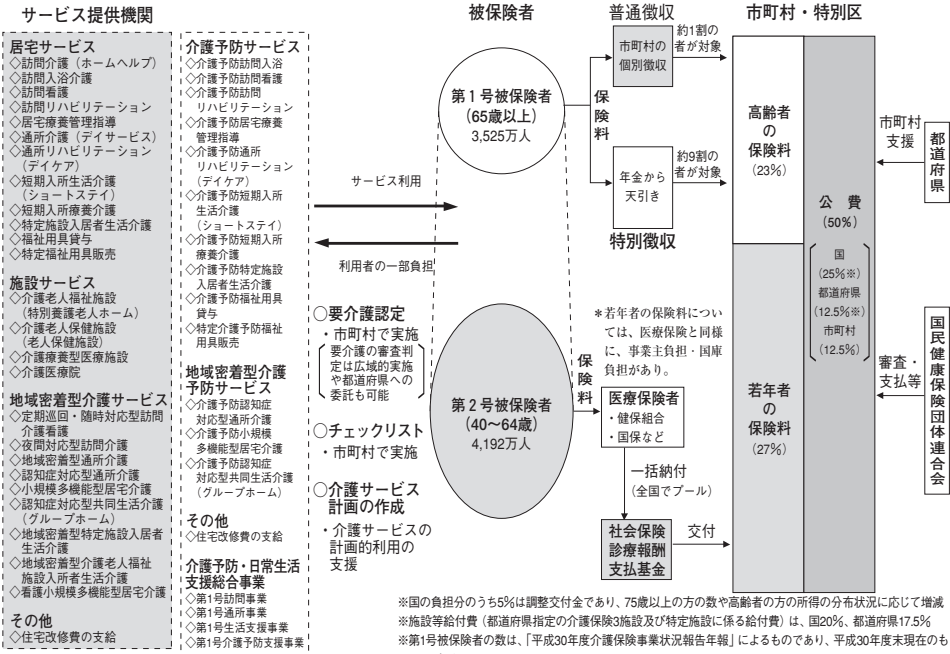 サービス提供機関
居宅サービス
◇訪問介護（ホームヘルプ）
◇訪問入浴介護
◇訪問看護
◇訪問リハビリテーション
◇居宅療養管理指導
◇通所介護（デイサービス）
◇通所リハビリテーション
（デイケア）
◇短期入所生活介護
（ショートステイ）
◇短期入所療養介護
◇特定施設入居者生活介護
◇福祉用具貸与
◇特定福祉用具販売
施設サービス
◇介護老人福祉施設
（特別養護老人ホーム）
◇介護老人保健施設
（老人保健施設）
◇介護療養型医療施設
◇介護医療院
地域密着型介護サービス
◇定期巡回・随時対応型訪問
介護看護
◇夜間対応型訪問介護
◇地域密着型通所介護
◇認知症対応型通所介護
◇小規模多機能型居宅介護
◇認知症対応型共同生活介護
（グループホーム）
◇地域密着型特定施設入居者
生活介護
◇地域密着型介護老人福祉
施設入所者生活介護
◇看護小規模多機能型居宅介護
その他
◇住宅改修費の支給
介護予防サービス
◇介護予防訪問入浴
◇介護予防訪問看護
◇介護予防訪問
リハビリテーション
◇介護予防居宅療養
管理指導
◇介護予防通所
リハビリテーション
（デイケア）
◇介護予防短期入所
生活介護
（ショートステイ）
◇介護予防短期入所
療養介護
◇介護予防特定施設
入居者生活介護
◇介護予防福祉用具
貸与
◇特定介護予防福祉
用具販売
地域密着型介護
予防サービス
◇介護予防認知症
対応型通所介護
◇介護予防小規模
多機能型居宅介護
◇介護予防認知症
対応型共同生活介護
（グループホーム）
その他
◇住宅改修費の支給
介護予防・日常生活
支援総合事業
◇第1号訪問事業
◇第1号通所事業
◇第1号生活支援事業
◇第1号介護予防支援事業
サービス利用
利用者の一部負担
○要介護認定
・市町村で実施
要介護の審査判
定は広域的実施
や都道府県への
委託も可能
○チェックリスト
・市町村で実施
○介護サービス
計画の作成
・介護サービスの
計画的利用の
支援
被保険者
第1号被保険者
（65歳以上）
3,525万人
第2号被保険者
（40〜64歳）
4,192万人
保険料
普通徴収
市町村の
個別徴収
約1割の
者が対象
年金から
天引き
約9割の
者が対象
特別徴収
＊若年者の保険料につい
ては、医療保険と同様
に、事業主負担・国庫
負担があり。
保険料
医療保険者
・健保組合
・国保など
一括納付
（全国でプール）
社会保険
診療報酬
支払基金
交付
市町村・特別区
高齢者
の
保険料
（23%）
若年者
の
保険料
（27%）
公費
（50%）
国
（25%※）
都道府県
（12.5%※）
市町村
（12.5%）
市町村
支援
都道府県
審査・
支払等
国民健康保険団体連合会
※国の負担分のうち5%は調整交付金であり、75歳以上の方の数や高齢者の方の所得の分布状況に応じて増減
※施設等給付費（都道府県指定の介護保険3施設及び特定施設に係る給付費）は、国20%、都道府県17.5%
※第1号被保険者の数は、「平成30年度介護保険事業状況報告年報」によるものであり、平成30年度末現在のも